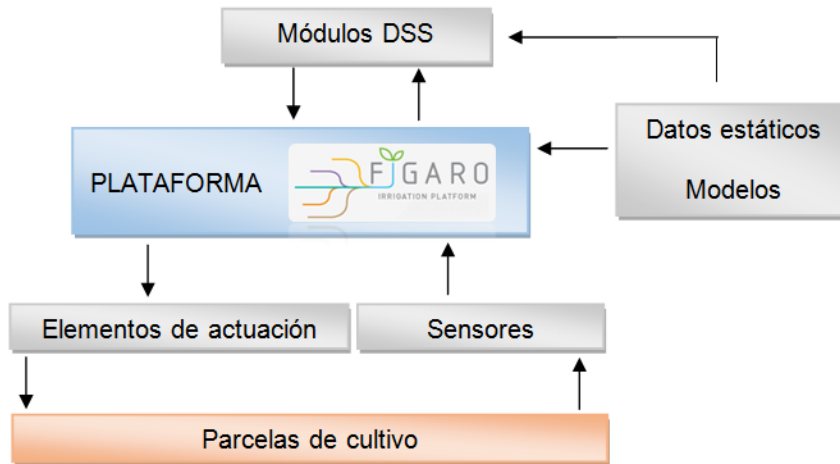 Módulos DSS
Datos estáticos
Modelos
PLATAFORMA
FIGARO
IRRIGATION PLATFORM
Elementos de actuación
Sensores
Parcelas de cultivo